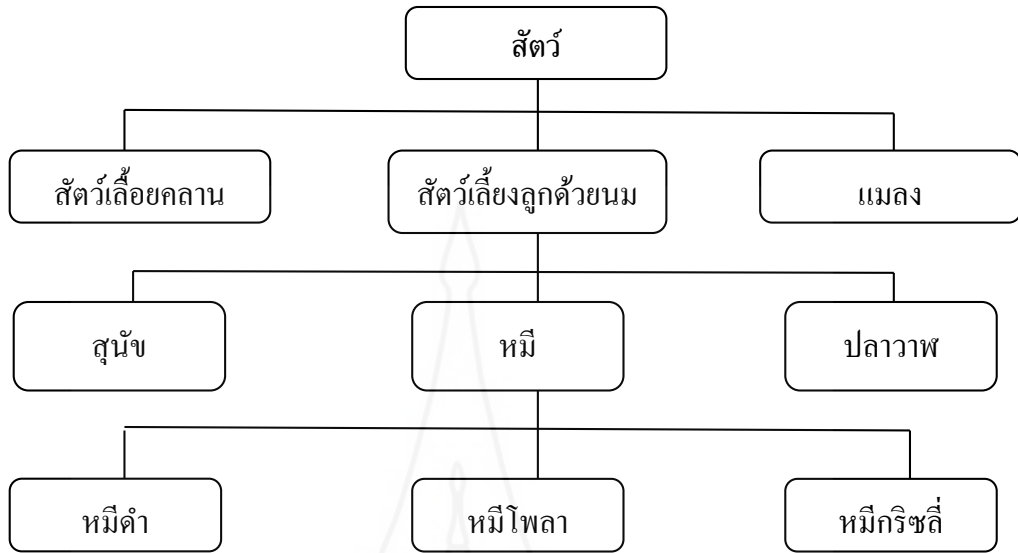 สัตว์
สัตว์เลื้อยคลาน
สัตว์เลี้ยงลูกด้วยนม
แมลง
สุนัข
หมี
ปลาวาฬ
หมีดำ
หมีโพลา
หมีกริซลี่